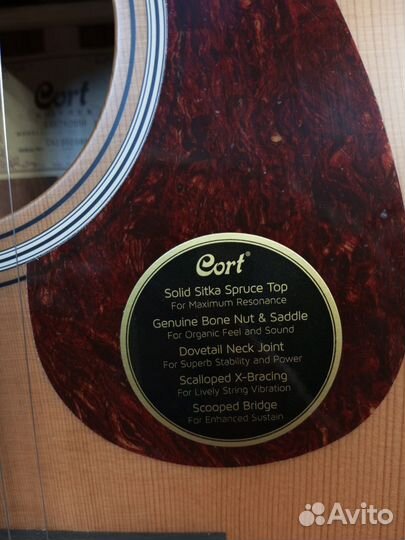 Cort
Cort®
Solid Sitka Spruce Top
For Maximum Resonance
Genuine Bone Nut & Saddle
For Organic Feel and Sound
Dovetail Neck Joint
For Superb Stability and Power
Scalloped X-Bracing
For Lively String Vibration
Scooped Bridge
For Enhanced Sustain
Avito